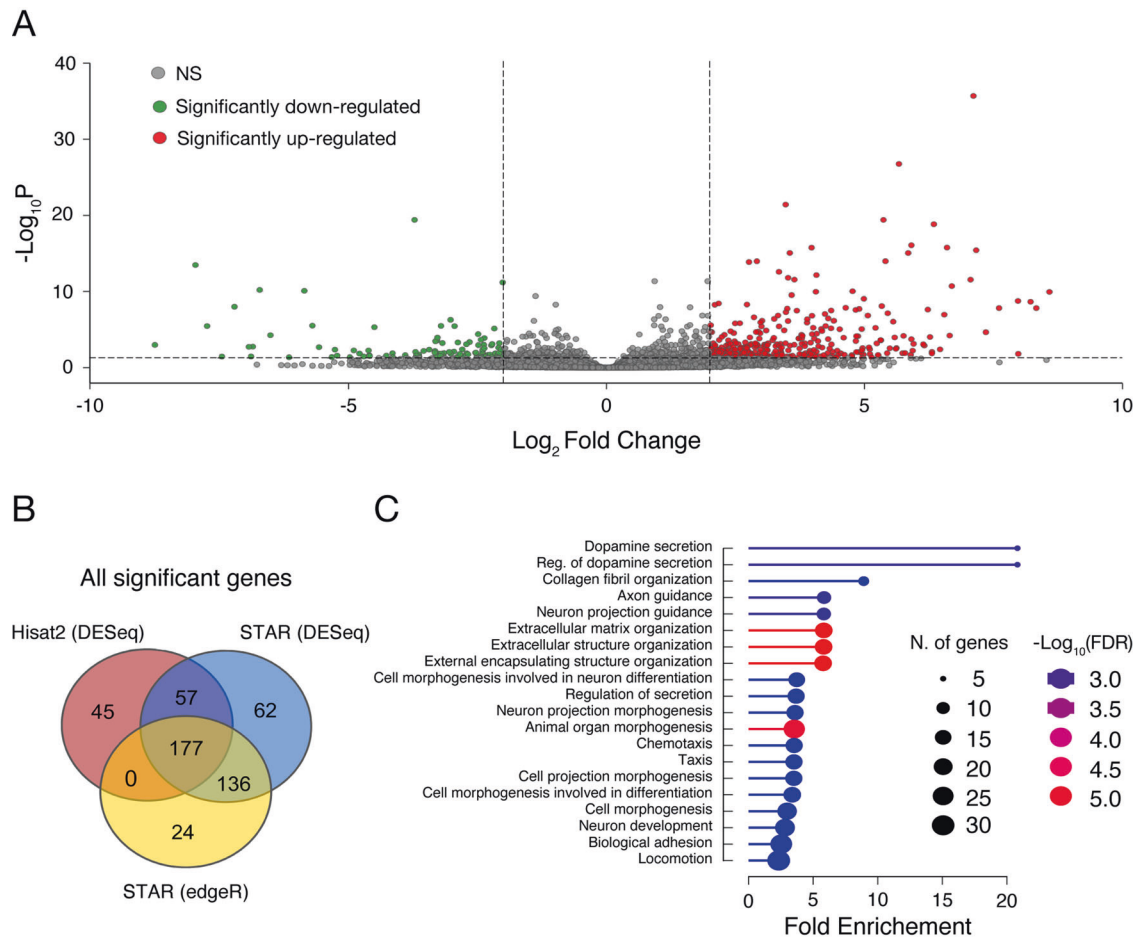 A
40
30
20
10
0
-Log10P
NS
Significantly down-regulated
Significantly up-regulated
-10
-5
0
5
10
Log2 Fold Change
B
All significant genes
Hisat2 (DESeq)
STAR (DESeq)
45
57
62
177
0
136
24
STAR (edgeR)
C
Dopamine secretion
Reg. of dopamine secretion
Collagen fibril organization
Axon guidance
Neuron projection guidance
Extracellular matrix organization
Extracellular structure organization
External encapsulating structure organization
Cell morphogenesis involved in neuron differentiation
Regulation of secretion
Neuron projection morphogenesis
Animal organ morphogenesis
Chemotaxis
Taxis
Cell projection morphogenesis
Cell morphogenesis involved in differentiation
Cell morphogenesis
Neuron development
Biological adhesion
Locomotion
0
5
10
15
20
Fold Enrichement
N. of genes
5
10
15
20
25
30
-Log10(FDR)
3.0
3.5
4.0
4.5
5.0